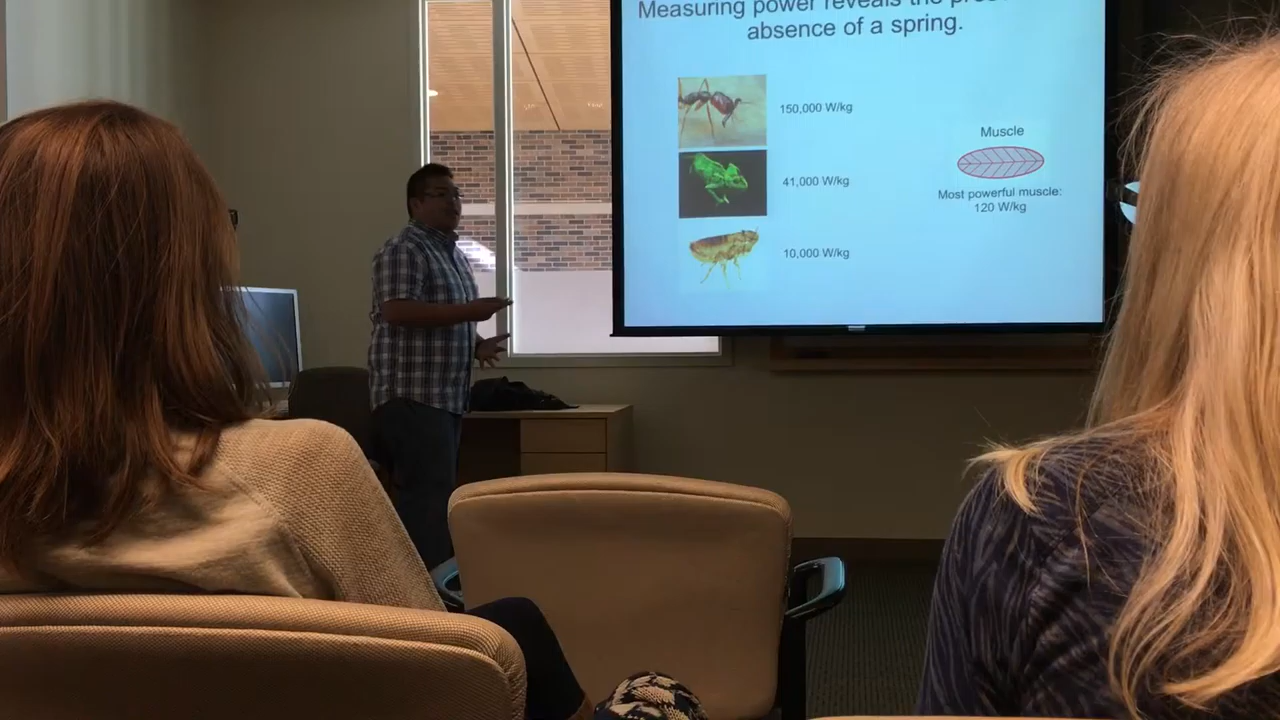 Measuring power reveals the
absence of a spring.
150,000 W/kg
41,000 W/kg
10,000 W/kg
Muscle
Most powerful muscle:
120 W/kg